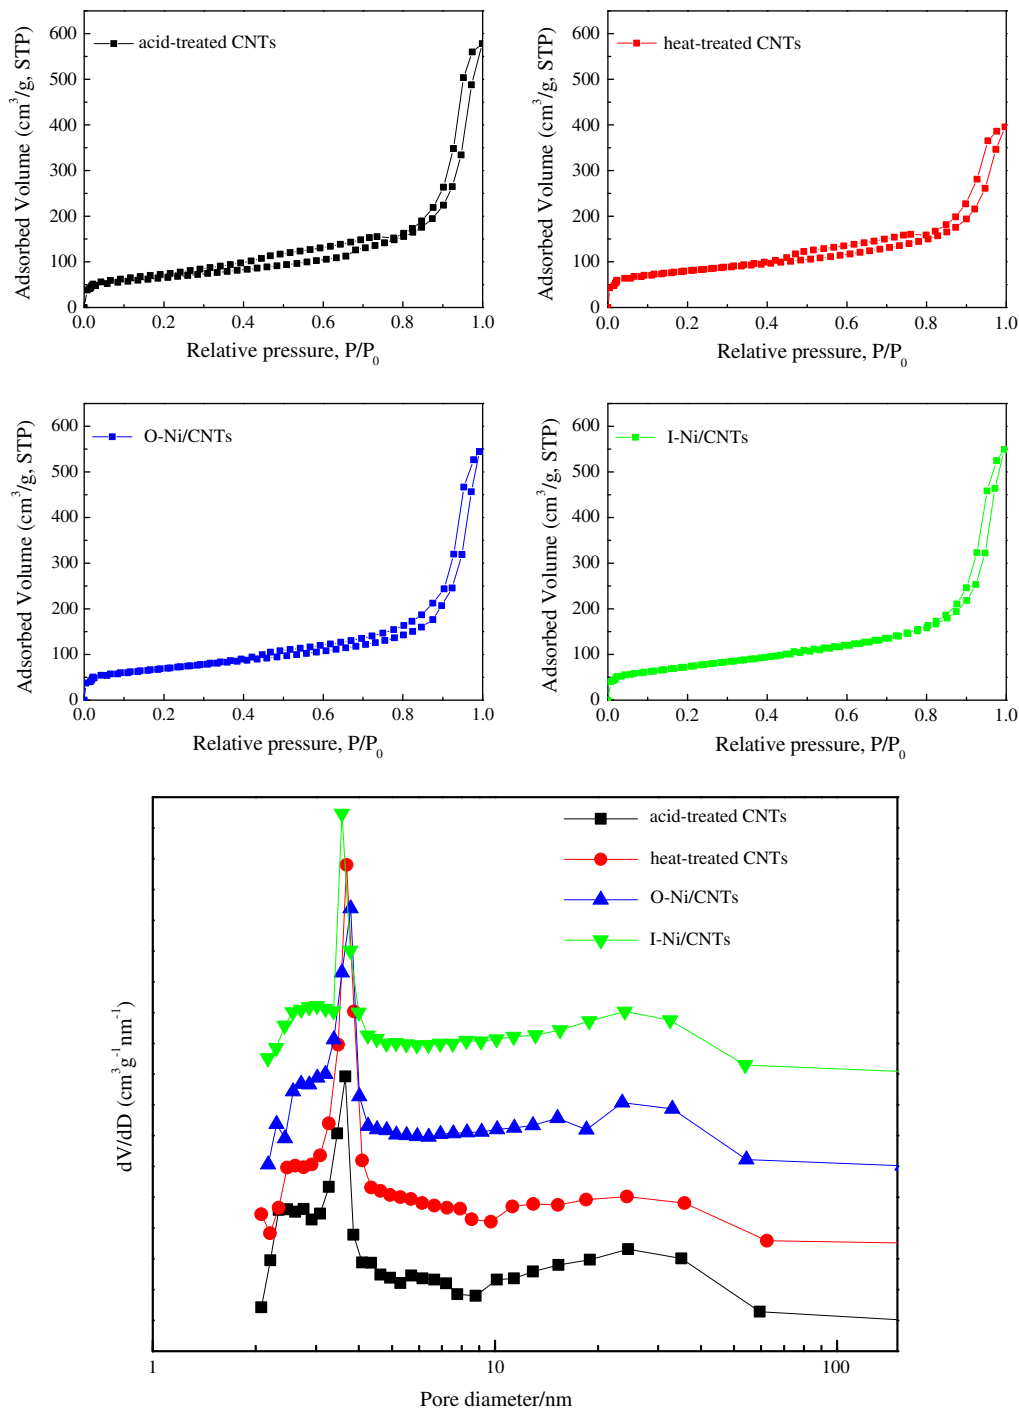 acid-treated CNTs
Adsorbed Volume (cm³/g, STP)
600
500
400
300
200
100
0
0.0 0.2 0.4 0.6 0.8 1.0
Relative pressure, P/P₀
heat-treated CNTs
Adsorbed Volume (cm³/g, STP)
600
500
400
300
200
100
0
0.0 0.2 0.4 0.6 0.8 1.0
Relative pressure, P/P₀
O-Ni/CNTs
Adsorbed Volume (cm³/g, STP)
600
500
400
300
200
100
0
0.0 0.2 0.4 0.6 0.8 1.0
Relative pressure, P/P₀
I-Ni/CNTs
Adsorbed Volume (cm³/g, STP)
600
500
400
300
200
100
0
0.0 0.2 0.4 0.6 0.8 1.0
Relative pressure, P/P₀
acid-treated CNTs
heat-treated CNTs
O-Ni/CNTs
I-Ni/CNTs
dV/dD (cm³g⁻¹nm⁻¹)
1 10 100
Pore diameter/nm